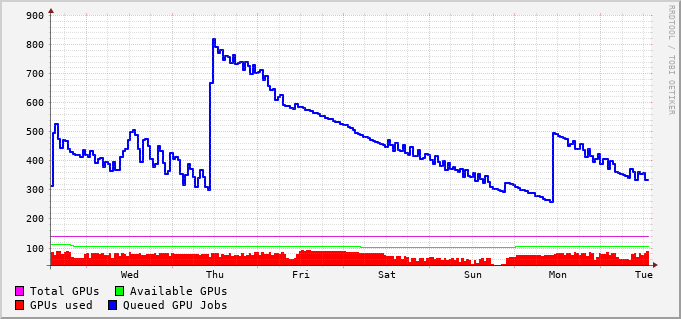 900
800
700
600
500
400
300
200
100
Wed Thu Fri Sat Sun Mon Tue
Total GPUs Available GPUs
GPUs used Queued GPU Jobs
RRDTOOL / TOBI OETIKER